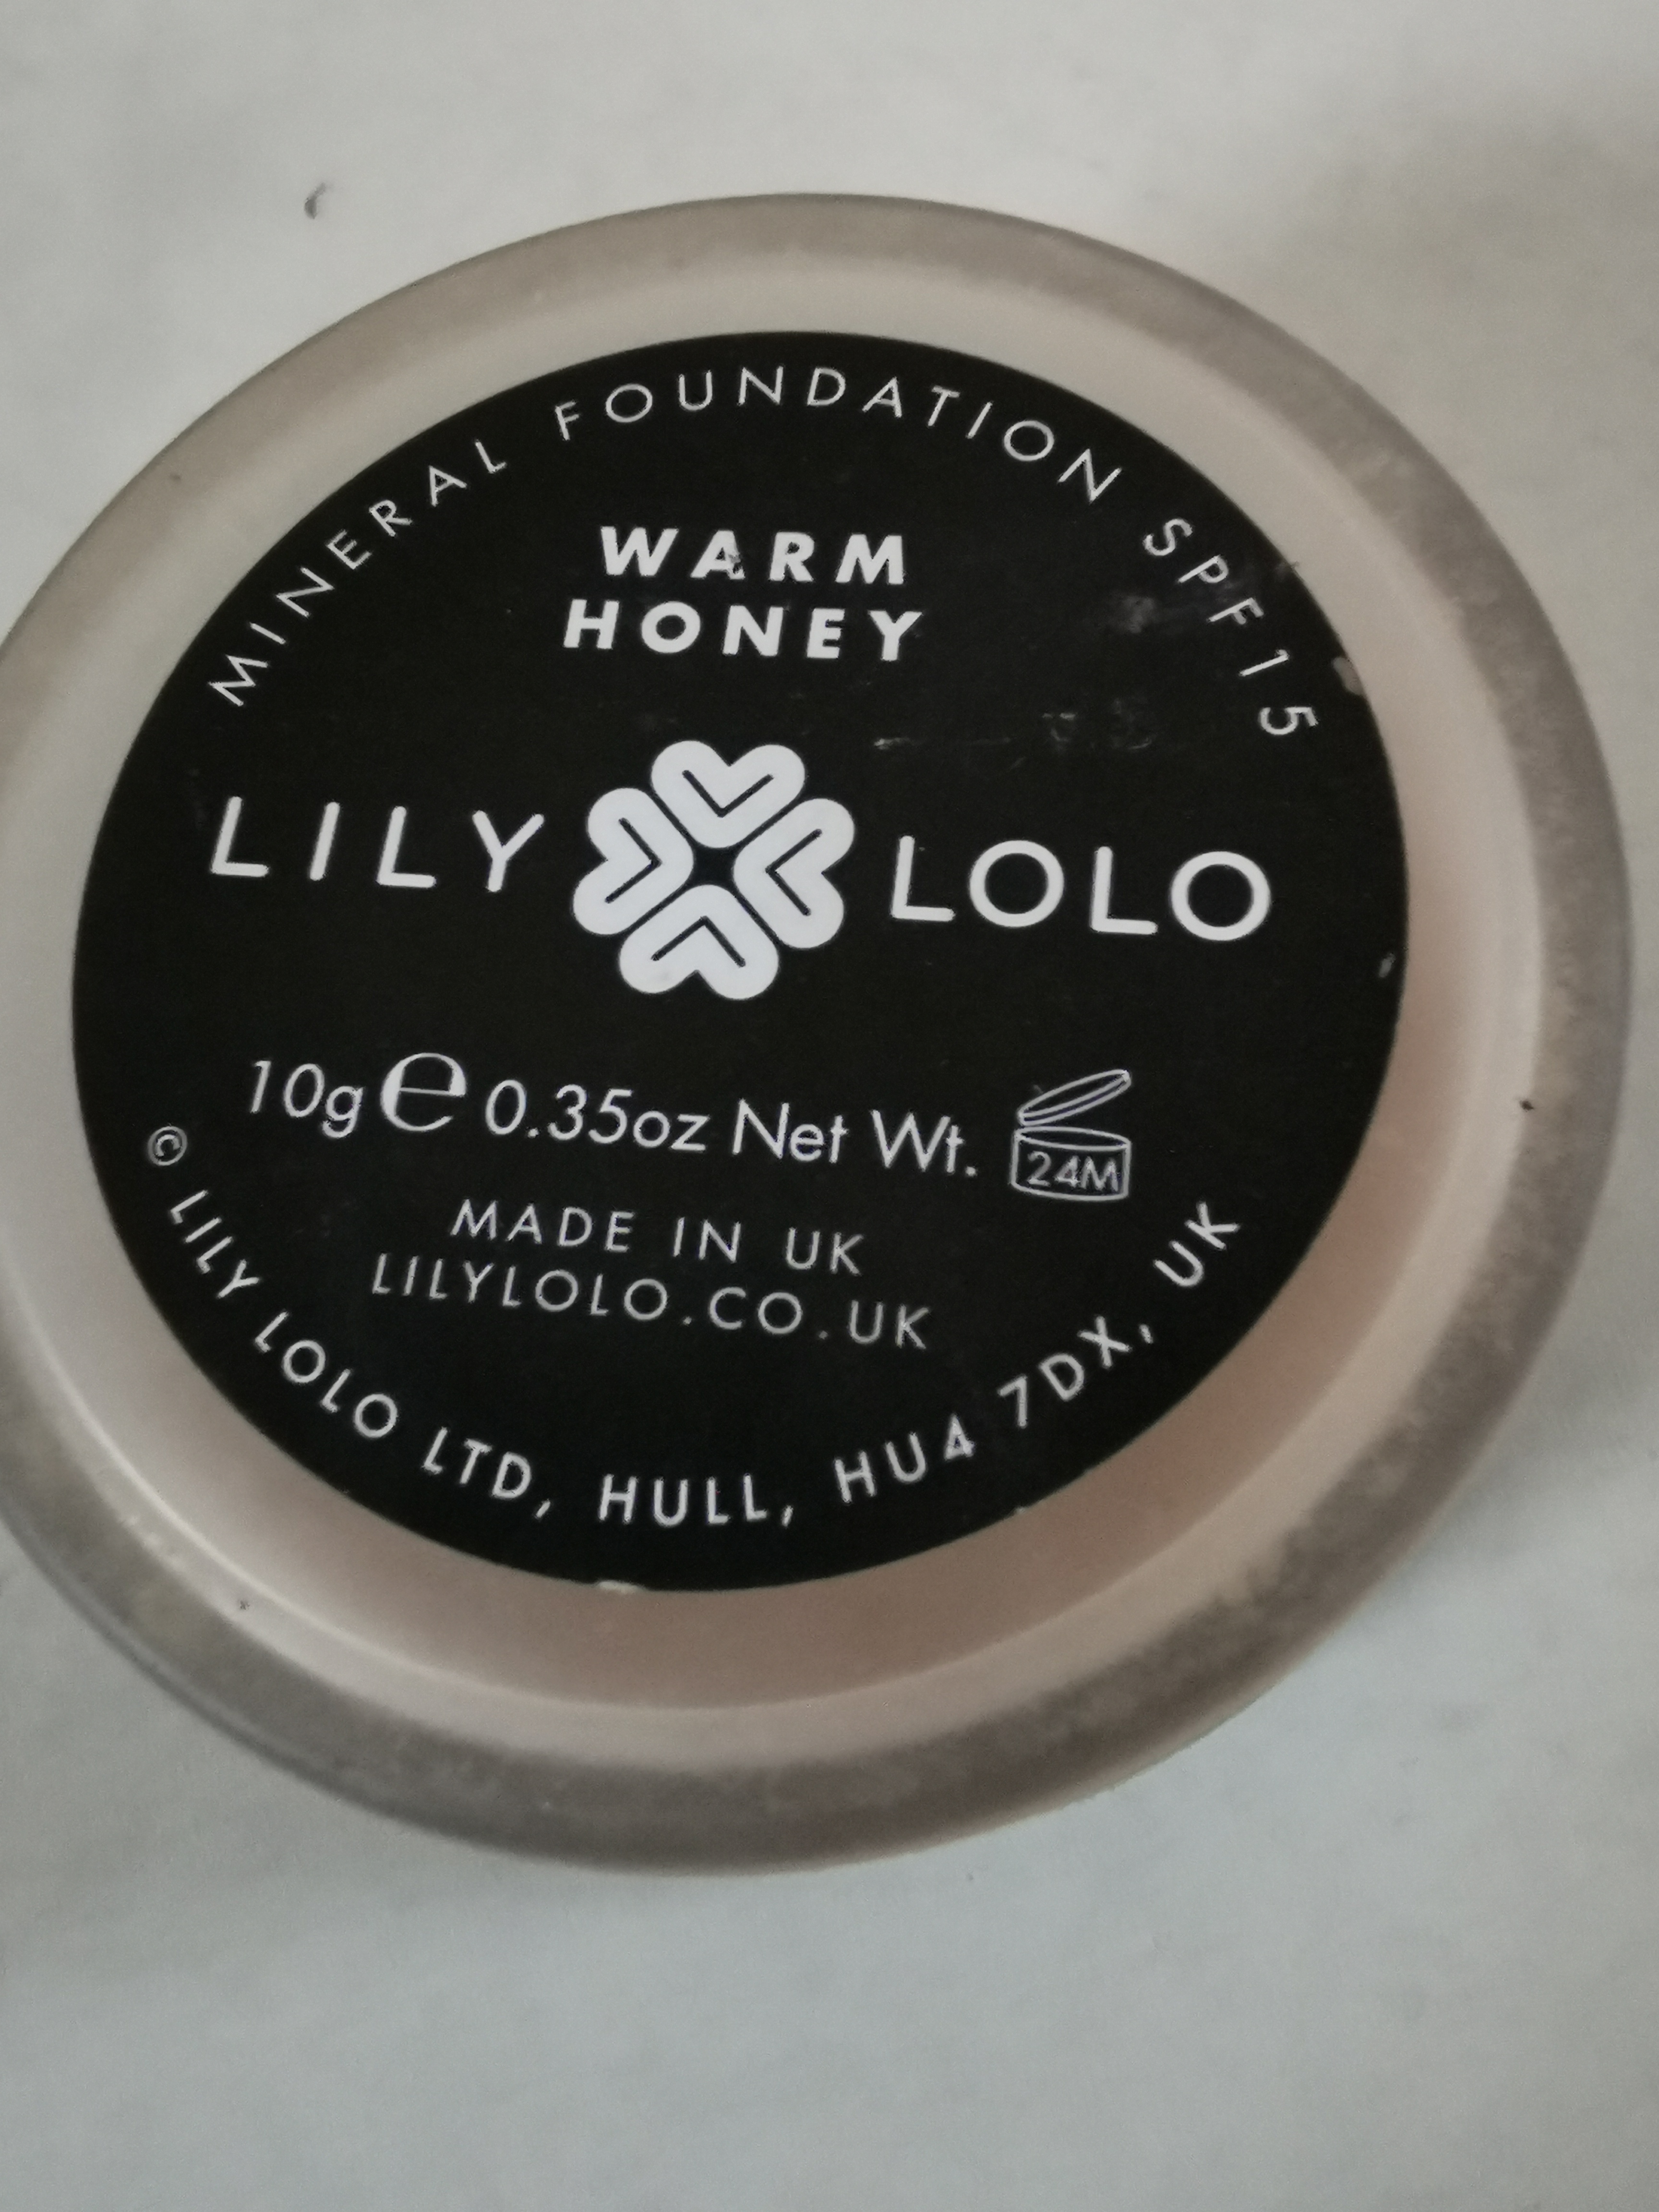 MINERAL FOUNDATION SPF15
WARM
HONEY
LILY LOLO
10g e 0.35oz Net Wt. 24M
MADE IN UK
LILYLOLO.CO.UK
© LILY LOLO LTD, HULL, HU4 7DX, UK